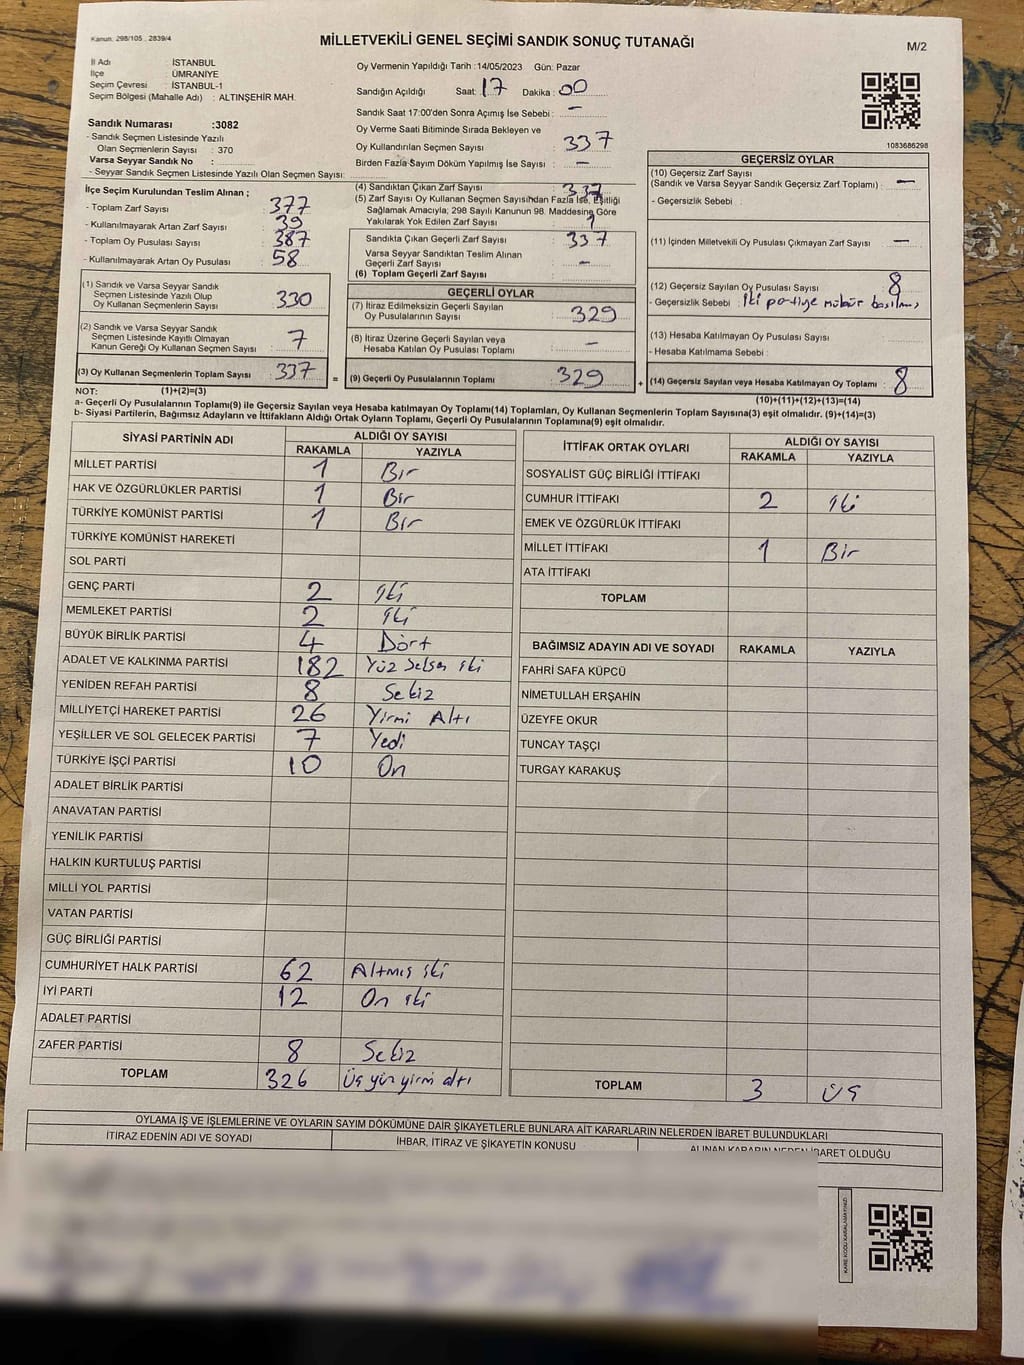 Kanun: 298/105 , 2839/4
MİLLETVEKİLİ GENEL SEÇİMİ SANDIK SONUÇ TUTANAĞI
M/2
İl Adı : İSTANBUL
İlçe : ÜMRANİYE
Seçim Çevresi : İSTANBUL-1
Seçim Bölgesi (Mahalle Adı) : ALTINŞEHİR MAH.
Sandık Numarası :3082
- Sandık Seçmen Listesinde Yazılı
Olan Seçmenlerin Sayısı : 370
Varsa Seyyar Sandık No :
- Seyyar Sandık Seçmen Listesinde Yazılı Olan Seçmen Sayısı:
Oy Vermenin Yapıldığı Tarih :14/05/2023 Gün: Pazar
Sandığın Açıldığı Saat: 17 Dakika : 00
Sandık Saat 17:00'den Sonra Açımış İse Sebebi : -
Oy Verme Saati Bitiminde Sırada Bekleyen ve
Oy Kullandırılan Seçmen Sayısı : 337
Birden Fazla Sayım Döküm Yapılmış İse Sayısı : -
1083686298
İlçe Seçim Kurulundan Teslim Alınan ;
- Toplam Zarf Sayısı : 377
- Kullanılmayarak Artan Zarf Sayısı : 39
- Toplam Oy Pusulası Sayısı : 387
- Kullanılmayarak Artan Oy Pusulası : 58
(1) Sandık ve Varsa Seyyar Sandık
Seçmen Listesinde Yazılı Olup
Oy Kullanan Seçmenlerin Sayısı : 330
(2) Sandık ve Varsa Seyyar Sandık
Seçmen Listesinde Kayıtlı Olmayan
Kanun Gereği Oy Kullanan Seçmen Sayısı : 7
(3) Oy Kullanan Seçmenlerin Toplam Sayısı : 337
(4) Sandıktan Çıkan Zarf Sayısı : 337
(5) Zarf Sayısı Oy Kullanan Seçmen Sayısından Fazla İse, Eşitliği
Sağlamak Amacıyla, 298 Sayılı Kanunun 98. Maddesine Göre
Yakılarak Yok Edilen Zarf Sayısı :
Sandıkta Çıkan Geçerli Zarf Sayısı : 337
Varsa Seyyar Sandıktan Teslim Alınan
Geçerli Zarf Sayısı : -
(6) Toplam Geçerli Zarf Sayısı :
GEÇERLİ OYLAR
(7) İtiraz Edilmeksizin Geçerli Sayılan
Oy Pusulalarının Sayısı : 329
(8) İtiraz Üzerine Geçerli Sayılan veya
Hesaba Katılan Oy Pusulası Toplamı : -
= (9) Geçerli Oy Pusulalarının Toplamı : 329 +
GEÇERSİZ OYLAR
(10) Geçersiz Zarf Sayısı
(Sandık ve Varsa Seyyar Sandık Geçersiz Zarf Toplamı) : -
- Geçersizlik Sebebi :
(11) İçinden Milletvekili Oy Pusulası Çıkmayan Zarf Sayısı : -
(12) Geçersiz Sayılan Oy Pusulası Sayısı : 8
- Geçersizlik Sebebi : İki partiye mühür basılmış
(13) Hesaba Katılmayan Oy Pusulası Sayısı :
- Hesaba Katılmama Sebebi :
(14) Geçersiz Sayılan veya Hesaba Katılmayan Oy Toplamı : 8
NOT: (1)+(2)=(3)
(10)+(11)+(12)+(13)=(14)
a- Geçerli Oy Pusulalarının Toplamı(9) ile Geçersiz Sayılan veya Hesaba katılmayan Oy Toplamı(14) Toplamları, Oy Kullanan Seçmenlerin Toplam Sayısına(3) eşit olmalıdır. (9)+(14)=(3)
b- Siyasi Partilerin, Bağımsız Adayların ve İttifakların Aldığı Ortak Oyların Toplamı, Geçerli Oy Pusulalarının Toplamına(9) eşit olmalıdır.
SİYASİ PARTİNİN ADI ALDIĞI OY SAYISI
RAKAMLA YAZIYLA
MİLLET PARTİSİ 1 Bir
HAK VE ÖZGÜRLÜKLER PARTİSİ 1 Bir
TÜRKİYE KOMÜNİST PARTİSİ 1 Bir
TÜRKİYE KOMÜNİST HAREKETİ
SOL PARTİ
GENÇ PARTİ 2 İki
MEMLEKET PARTİSİ 2 İki
BÜYÜK BİRLİK PARTİSİ 4 Dört
ADALET VE KALKINMA PARTİSİ 182 Yüz Seksen iki
YENİDEN REFAH PARTİSİ 8 Sekiz
MİLLİYETÇİ HAREKET PARTİSİ 26 Yirmi Altı
YEŞİLLER VE SOL GELECEK PARTİSİ 7 Yedi
TÜRKİYE İŞÇİ PARTİSİ 10 On
ADALET BİRLİK PARTİSİ
ANAVATAN PARTİSİ
YENİLİK PARTİSİ
HALKIN KURTULUŞ PARTİSİ
MİLLİ YOL PARTİSİ
VATAN PARTİSİ
GÜÇ BİRLİĞİ PARTİSİ
CUMHURİYET HALK PARTİSİ 62 Altmış iki
İYİ PARTİ 12 On iki
ADALET PARTİSİ
ZAFER PARTİSİ 8 Sekiz
TOPLAM 326 Üç yüz yirmi altı
İTTİFAK ORTAK OYLARI ALDIĞI OY SAYISI
RAKAMLA YAZIYLA
SOSYALİST GÜÇ BİRLİĞİ İTTİFAKI
CUMHUR İTTİFAKI 2 İki
EMEK VE ÖZGÜRLÜK İTTİFAKI
MİLLET İTTİFAKI 1 Bir
ATA İTTİFAKI
TOPLAM
BAĞIMSIZ ADAYIN ADI VE SOYADI RAKAMLA YAZIYLA
FAHRİ SAFA KÜPCÜ
NİMETULLAH ERŞAHİN
ÜZEYFE OKUR
TUNCAY TAŞÇI
TURGAY KARAKUŞ
TOPLAM 3 Üç
OYLAMA İŞ VE İŞLEMLERİNE VE OYLARIN SAYIM DÖKÜMÜNE DAİR ŞİKAYETLERLE BUNLARA AİT KARARLARIN NELERDEN İBARET BULUNDUKLARI
İTİRAZ EDENİN ADI VE SOYADI
İHBAR, İTİRAZ VE ŞİKAYETİN KONUSU
ALINAN KARARIN NEDEN İBARET OLDUĞU
KARE KODU KARALAMAYINIZ!